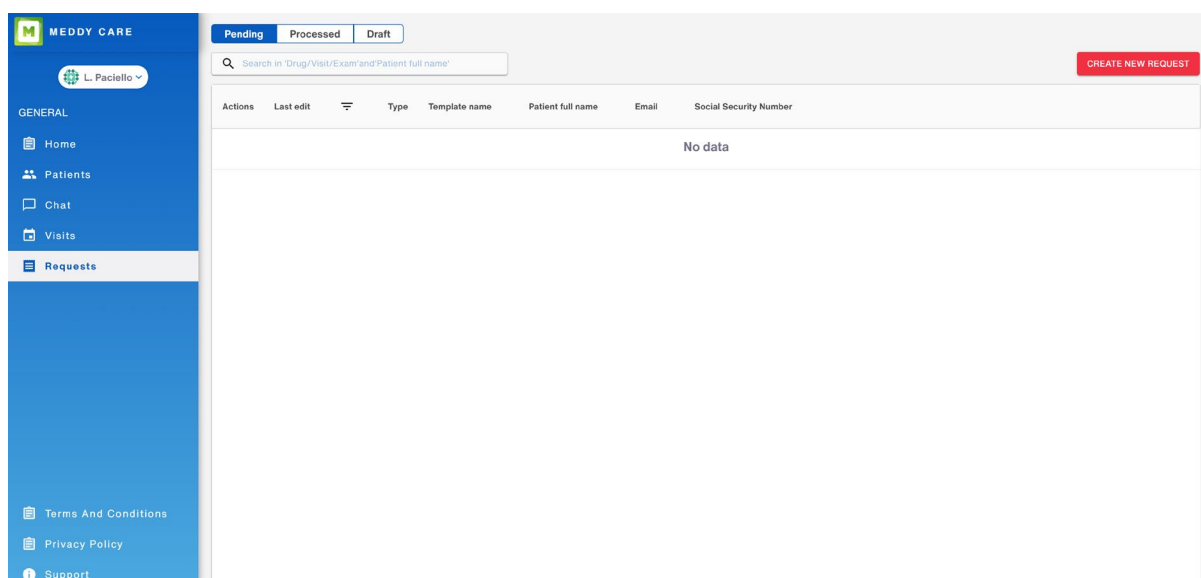 M MEDDY CARE
L. Paciello
GENERAL
Home
Patients
Chat
Visits
Requests
Terms And Conditions
Privacy Policy
Support
Pending Processed Draft
Search in 'Drug/Visit/Exam'and'Patient full name'
CREATE NEW REQUEST
Actions Last edit Type Template name Patient full name Email Social Security Number
No data